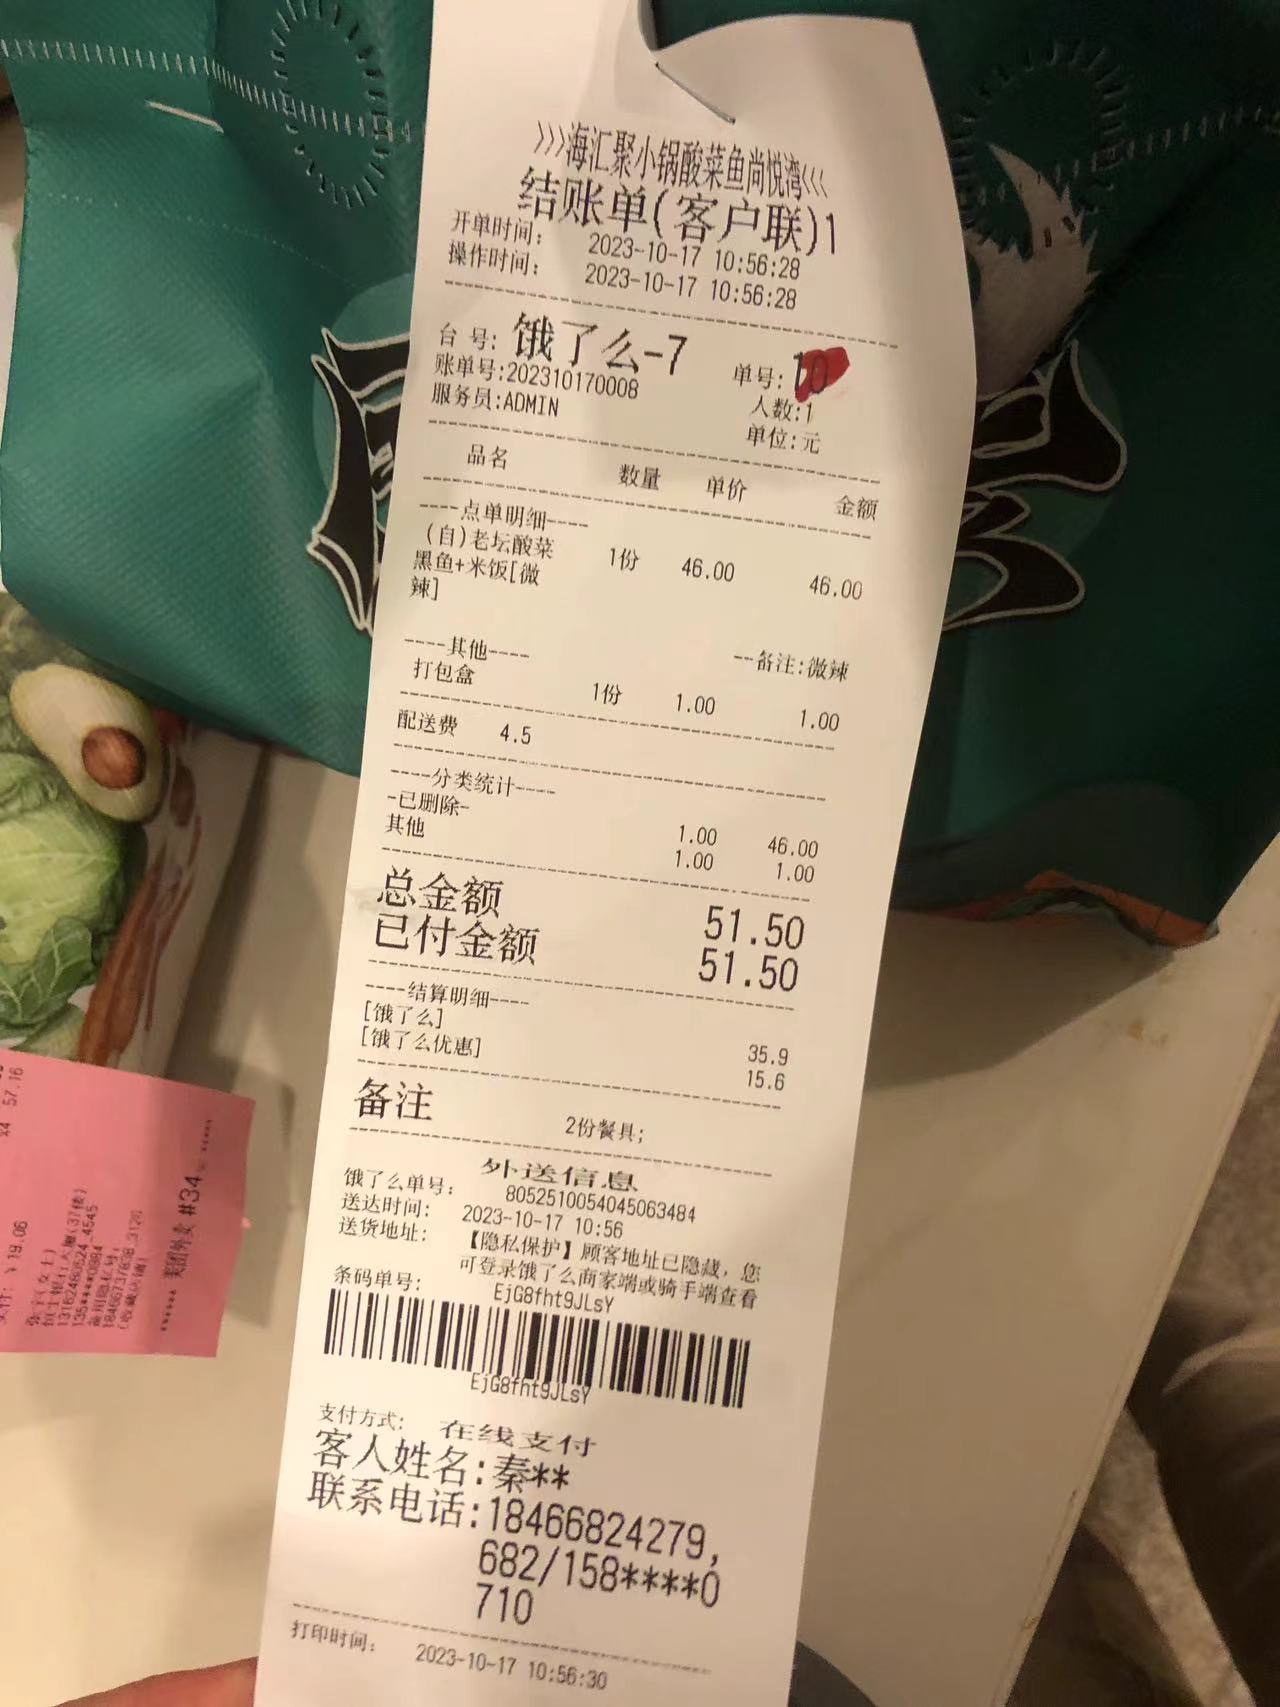 >>>海汇聚小锅酸菜鱼尚悦湾<<<
结账单(客户联)1
开单时间: 2023-10-17 10:56:28
操作时间: 2023-10-17 10:56:28
台 号: 饿了么-7 单号: 10
账单号:202310170008 人数:1
服务员:ADMIN 单位:元
品名 数量 单价 金额
----点单明细----
(自)老坛酸菜 1份 46.00 46.00
黑鱼+米饭[微
辣]
--备注:微辣
----其他----
打包盒 1份 1.00 1.00
配送费 4.5
----分类统计----
-已删除- 1.00 46.00
其他 1.00 1.00
总金额 51.50
已付金额 51.50
----结算明细----
[饿了么] 35.9
[饿了么优惠] 15.6
备注 2份餐具;
外送信息
饿了么单号: 8052510054045063484
送达时间: 2023-10-17 10:56
送货地址: 【隐私保护】顾客地址已隐藏,您
可登录饿了么商家端或骑手端查看
条码单号: EjG8fht9JLsY
EjG8fht9JLsY
支付方式: 在线支付
客人姓名:秦**
联系电话:18466824279,
682/158****0
710
打印时间: 2023-10-17 10:56:30
57.16
¥19.06
美团外卖 #34